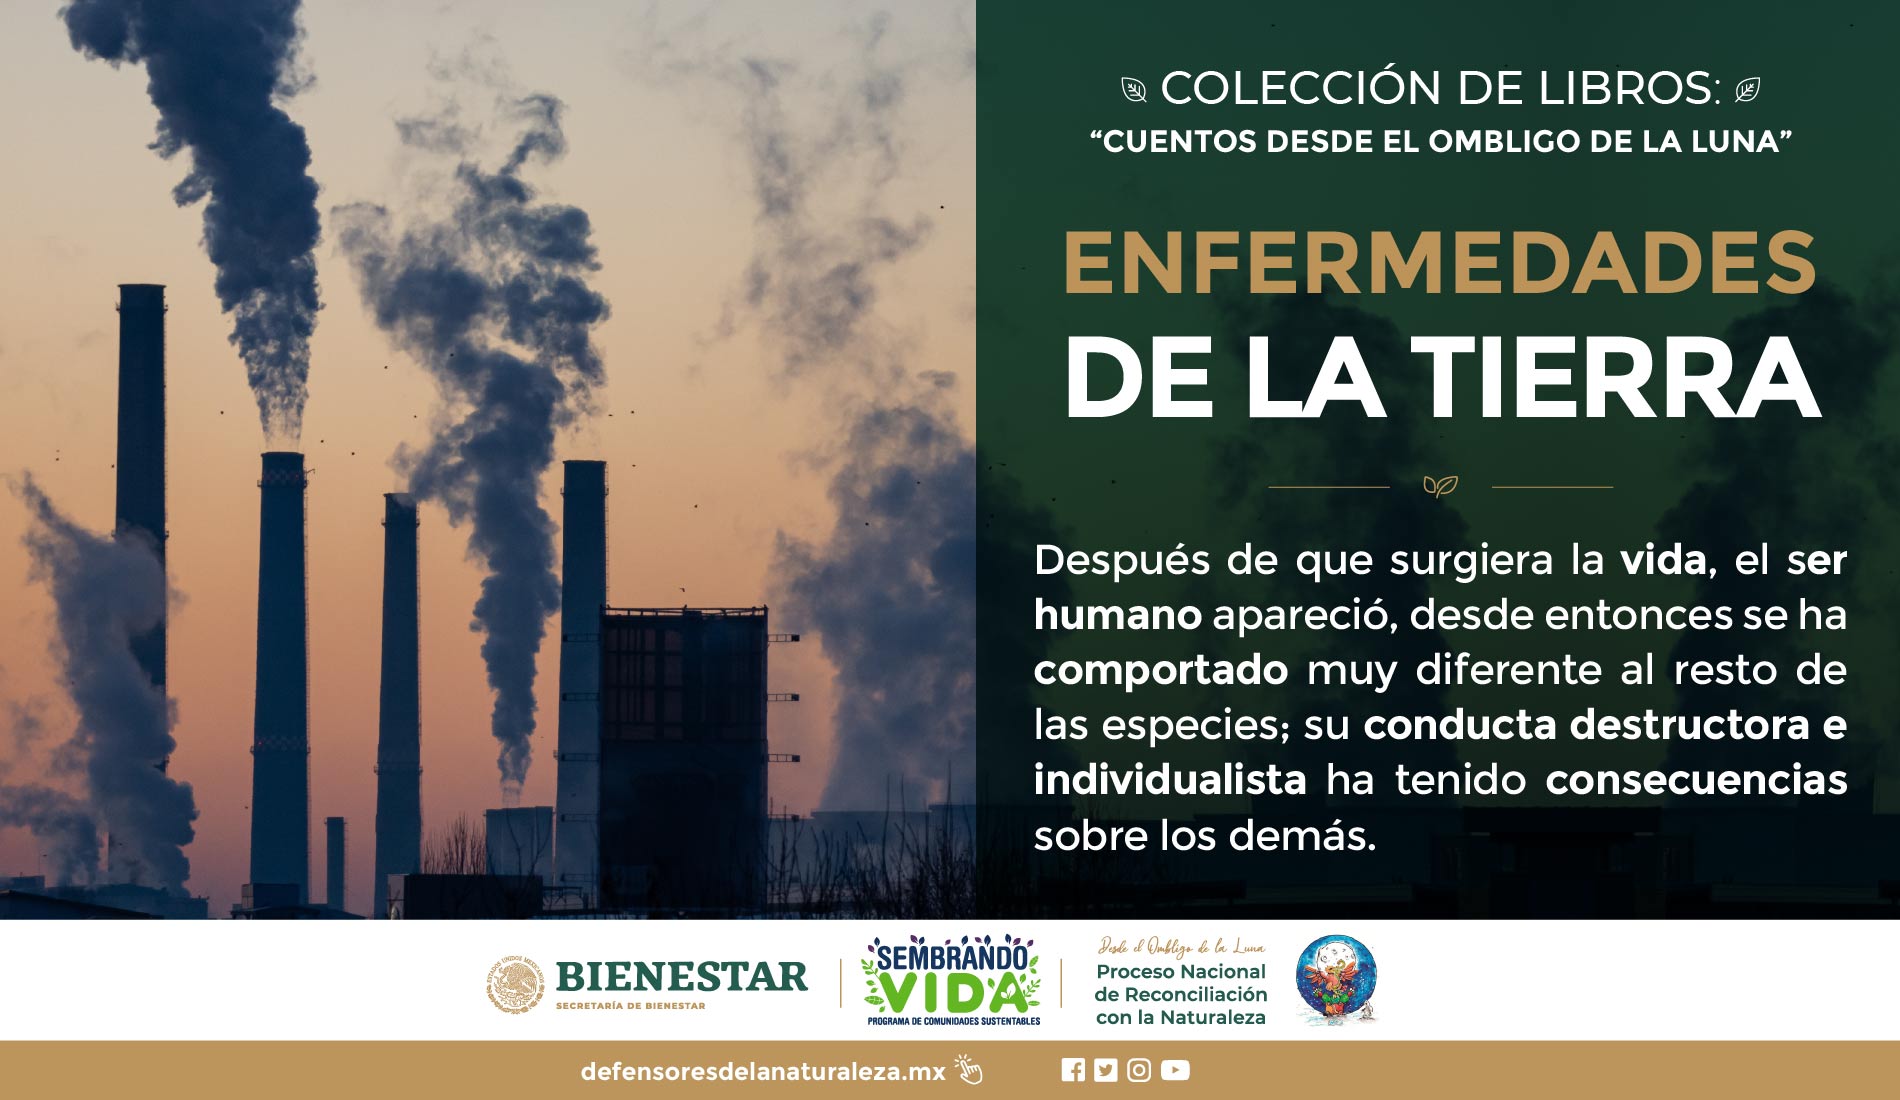 COLECCIÓN DE LIBROS:
“CUENTOS DESDE EL OMBLIGO DE LA LUNA”
ENFERMEDADES
DE LA TIERRA
Después de que surgiera la vida, el ser
humano apareció, desde entonces se ha
comportado muy diferente al resto de
las especies; su conducta destructora e
individualista ha tenido consecuencias
sobre los demás.
ESTADOS UNIDOS MEXICANOS
BIENESTAR
SECRETARÍA DE BIENESTAR
SEMBRANDO
VIDA
PROGRAMA DE COMUNIDADES SUSTENTABLES
Desde el Ombligo de la Luna
Proceso Nacional
de Reconciliación
con la Naturaleza
defensoresdelanaturaleza.mx